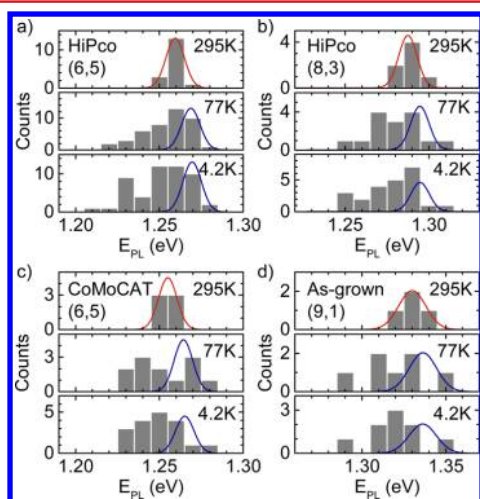 a)
HiPco
(6,5)
295K
10
0
77K
10
0
4.2K
10
0
Counts
1.20
1.25
1.30
E_PL (eV)
b)
HiPco
(8,3)
295K
4
2
0
77K
4
2
0
4.2K
5
0
Counts
1.25
1.30
E_PL (eV)
c)
CoMoCAT
(6,5)
295K
3
0
77K
3
0
4.2K
5
0
Counts
1.20
1.25
1.30
E_PL (eV)
d)
As-grown
(9,1)
295K
2
1
0
77K
2
0
4.2K
3
0
Counts
1.30
1.35
E_PL (eV)